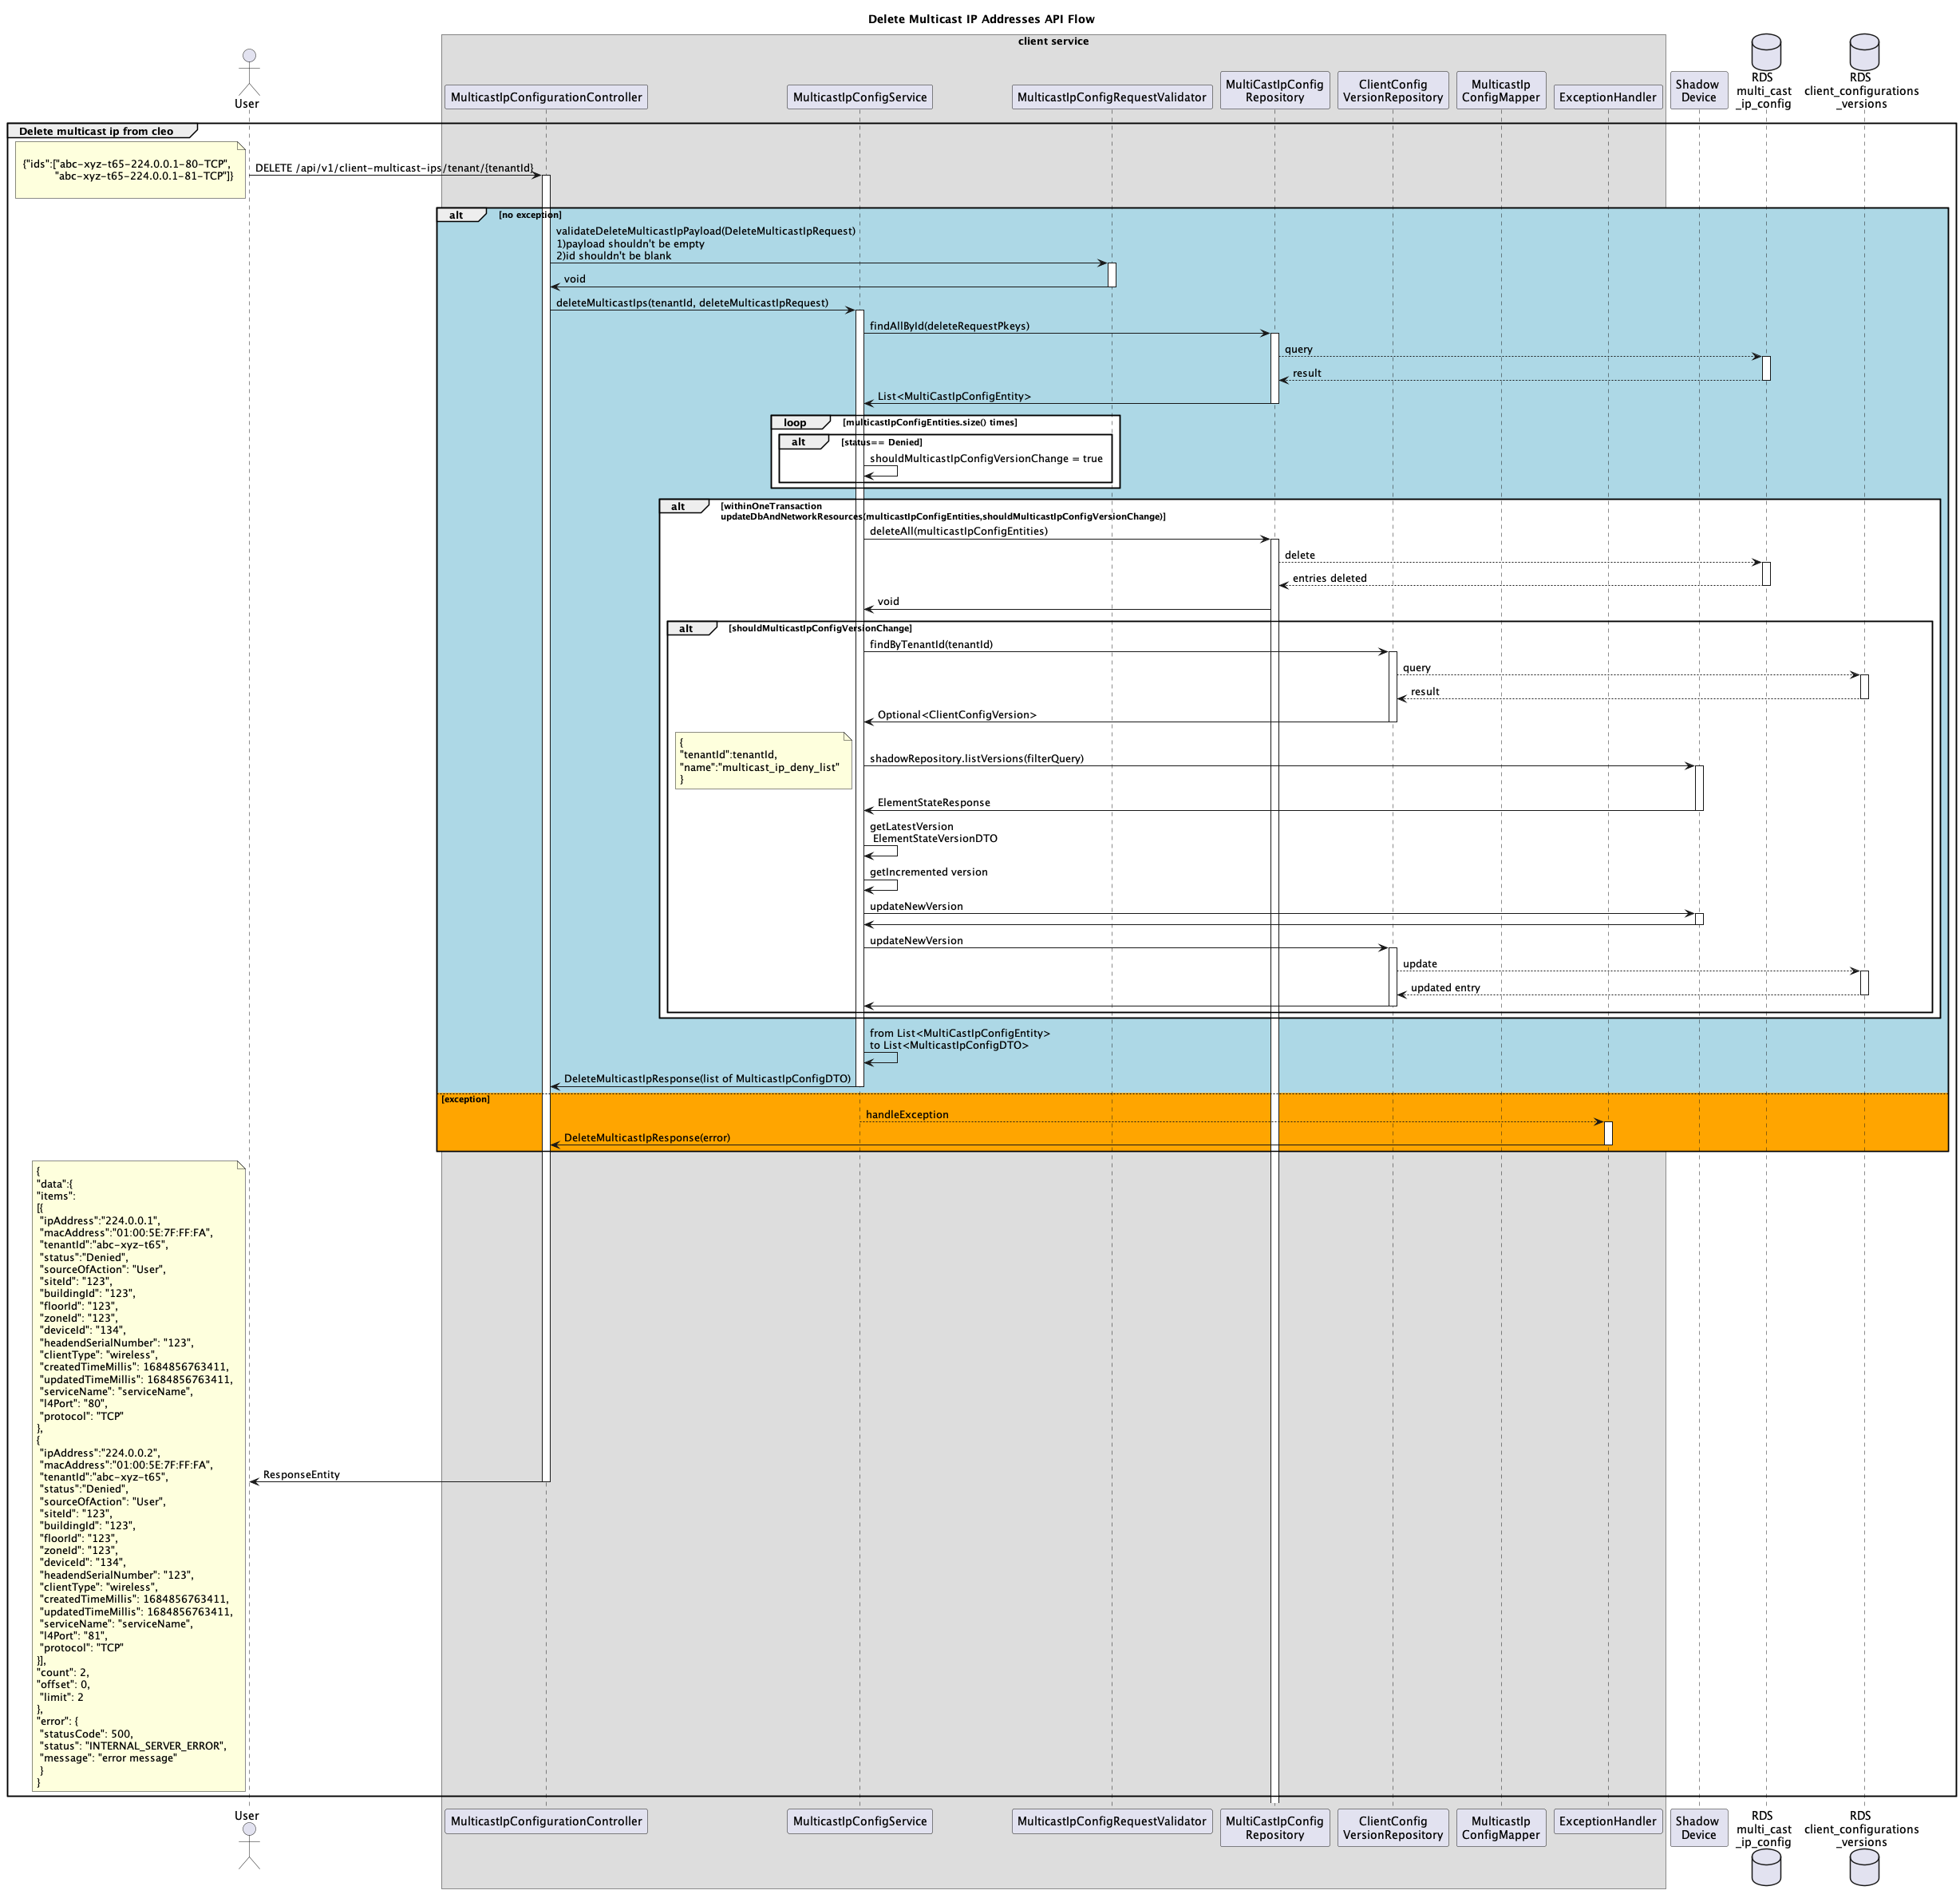 Delete Multicast IP Addresses API Flow
client service
User
MulticastIpConfigurationController
MulticastIpConfigService
MulticastIpConfigRequestValidator
MultiCastIpConfig
Repository
ClientConfig
VersionRepository
MulticastIp
ConfigMapper
ExceptionHandler
Shadow
Device
RDS
multi_cast
_ip_config
RDS
client_configurations
_versions
Delete multicast ip from cleo
{"ids":["abc-xyz-t65-224.0.0.1-80-TCP",
"abc-xyz-t65-224.0.0.1-81-TCP"]}
DELETE /api/v1/client-multicast-ips/tenant/{tenantId}
alt [no exception]
validateDeleteMulticastIpPayload(DeleteMulticastIpRequest)
1)payload shouldn't be empty
2)id shouldn't be blank
void
deleteMulticastIps(tenantId, deleteMulticastIpRequest)
findAllById(deleteRequestPkeys)
query
result
List<MultiCastIpConfigEntity>
loop [multicastIpConfigEntities.size() times]
alt [status== Denied]
shouldMulticastIpConfigVersionChange = true
alt [withinOneTransaction
updateDbAndNetworkResources(multicastIpConfigEntities,shouldMulticastIpConfigVersionChange)]
deleteAll(multicastIpConfigEntities)
delete
entries deleted
void
alt [shouldMulticastIpConfigVersionChange]
findByTenantId(tenantId)
query
result
Optional<ClientConfigVersion>
{
"tenantId":tenantId,
"name":"multicast_ip_deny_list"
}
shadowRepository.listVersions(filterQuery)
ElementStateResponse
getLatestVersion
ElementStateVersionDTO
getIncremented version
updateNewVersion
updateNewVersion
update
updated entry
from List<MultiCastIpConfigEntity>
to List<MulticastIpConfigDTO>
DeleteMulticastIpResponse(list of MulticastIpConfigDTO)
[exception]
handleException
DeleteMulticastIpResponse(error)
{
"data":{
"items":
[{
"ipAddress":"224.0.0.1",
"macAddress":"01:00:5E:7F:FF:FA",
"tenantId":"abc-xyz-t65",
"status":"Denied",
"sourceOfAction": "User",
"siteId": "123",
"buildingId": "123",
"floorId": "123",
"zoneId": "123",
"deviceId": "134",
"headendSerialNumber": "123",
"clientType": "wireless",
"createdTimeMillis": 1684856763411,
"updatedTimeMillis": 1684856763411,
"serviceName": "serviceName",
"l4Port": "80",
"protocol": "TCP"
},
{
"ipAddress":"224.0.0.2",
"macAddress":"01:00:5E:7F:FF:FA",
"tenantId":"abc-xyz-t65",
"status":"Denied",
"sourceOfAction": "User",
"siteId": "123",
"buildingId": "123",
"floorId": "123",
"zoneId": "123",
"deviceId": "134",
"headendSerialNumber": "123",
"clientType": "wireless",
"createdTimeMillis": 1684856763411,
"updatedTimeMillis": 1684856763411,
"serviceName": "serviceName",
"l4Port": "81",
"protocol": "TCP"
}],
"count": 2,
"offset": 0,
"limit": 2
},
"error": {
"statusCode": 500,
"status": "INTERNAL_SERVER_ERROR",
"message": "error message"
}
}
ResponseEntity
User
MulticastIpConfigurationController
MulticastIpConfigService
MulticastIpConfigRequestValidator
MultiCastIpConfig
Repository
ClientConfig
VersionRepository
MulticastIp
ConfigMapper
ExceptionHandler
Shadow
Device
RDS
multi_cast
_ip_config
RDS
client_configurations
_versions